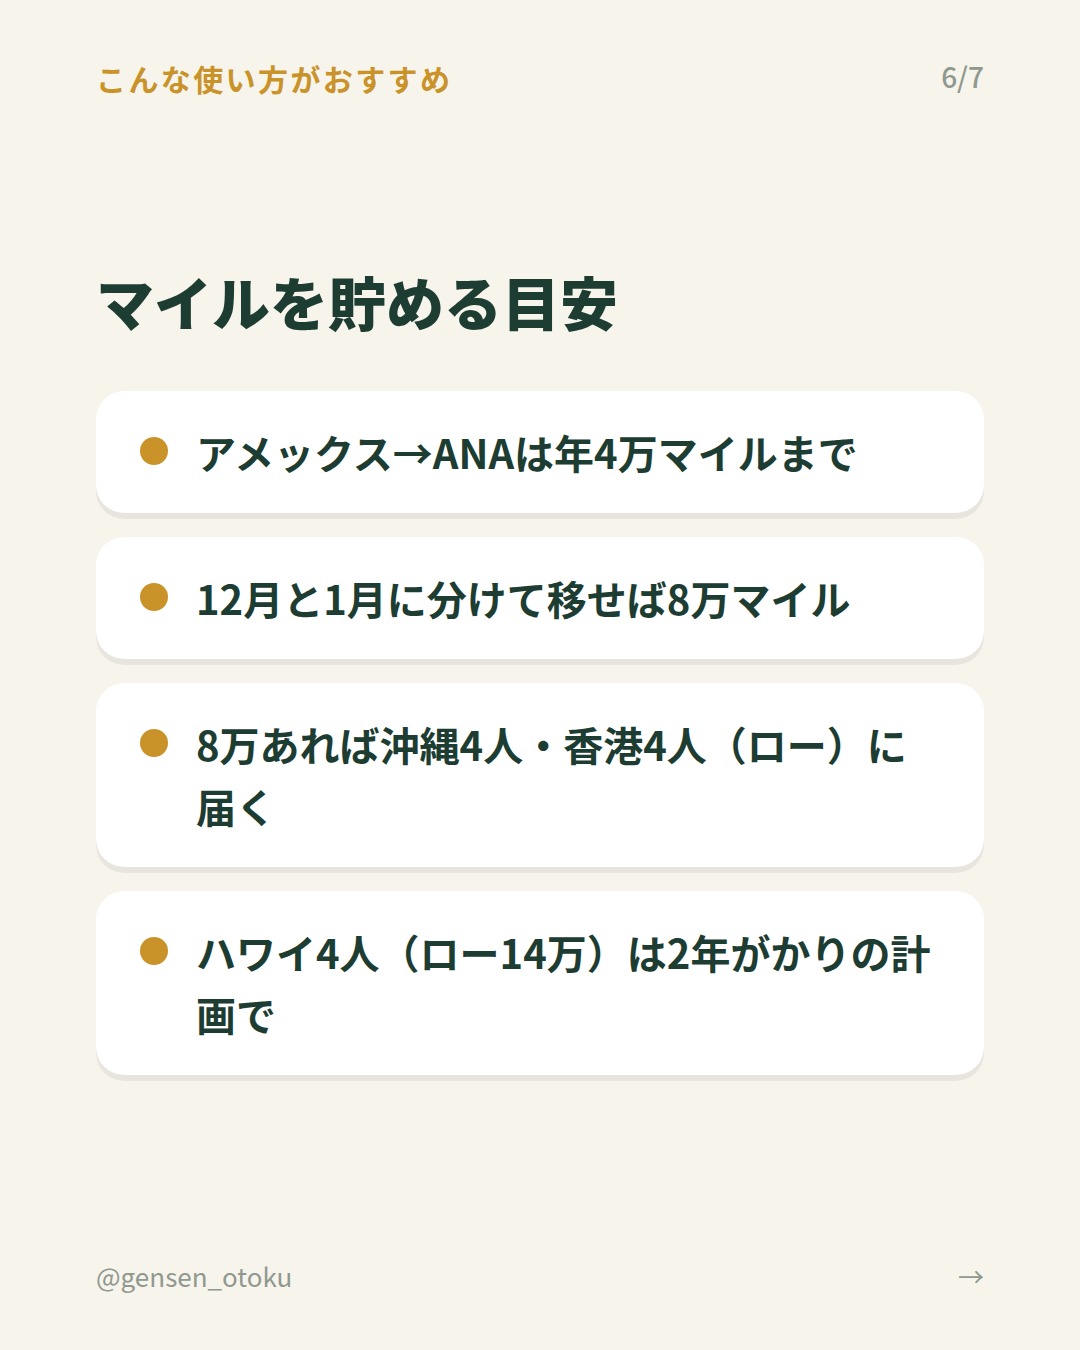 こんな使い方がおすすめ
6/7
マイルを貯める目安
アメックス→ANAは年4万マイルまで
12月と1月に分けて移せば8万マイル
8万あれば沖縄4人・香港4人（ロー）に
届く
ハワイ4人（ロー14万）は2年がかりの計
画で
@gensen_otoku
→